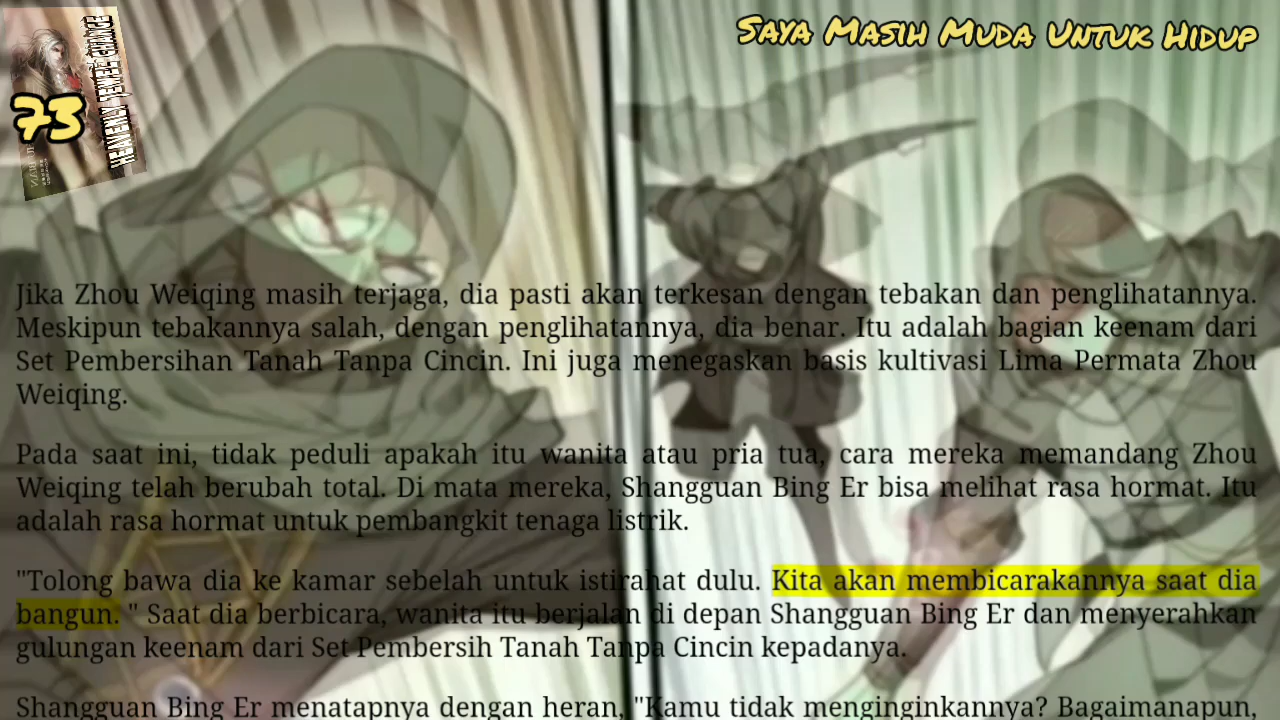 Saya Masih Muda Untuk Hidup
73
HEAVENLY JEWEL CHANGE
Jika Zhou Weiqing masih terjaga, dia pasti akan terkesan dengan tebakan dan penglihatannya.
Meskipun tebakannya salah, dengan penglihatannya, dia benar. Itu adalah bagian keenam dari
Set Pembersihan Tanah Tanpa Cincin. Ini juga menegaskan basis kultivasi Lima Permata Zhou
Weiqing.
Pada saat ini, tidak peduli apakah itu wanita atau pria tua, cara mereka memandang Zhou
Weiqing telah berubah total. Di mata mereka, Shangguan Bing Er bisa melihat rasa hormat. Itu
adalah rasa hormat untuk pembangkit tenaga listrik.
"Tolong bawa dia ke kamar sebelah untuk istirahat dulu. Kita akan membicarakannya saat dia
bangun. " Saat dia berbicara, wanita itu berjalan di depan Shangguan Bing Er dan menyerahkan
gulungan keenam dari Set Pembersih Tanah Tanpa Cincin kepadanya.
Shangguan Bing Er menatapnya dengan heran, "Kamu tidak menginginkannya? Bagaimanapun,